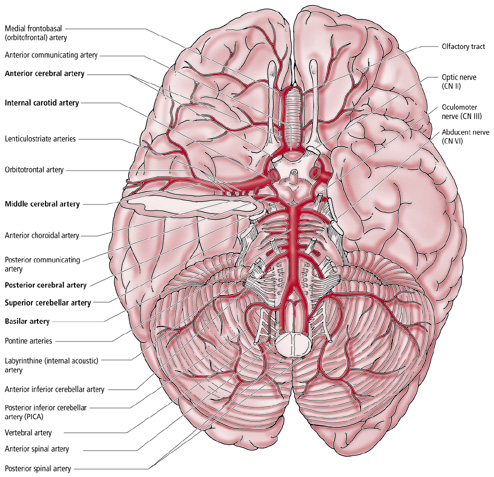 Medial frontobasal
(orbitofrontal) artery
Anterior communicating artery
Anterior cerebral artery
Internal carotid artery
Lenticulostriate arteries
Orbitotrontal artery
Middle cerebral artery
Anterior choroidal artery
Posterior communicating
artery
Posterior cerebral artery
Superior cerebellar artery
Basilar artery
Pontine arteries
Labyrinthine (internal acoustic)
artery
Anterior inferior cerebellar artery
Posterior inferior cerebellar
artery (PICA)
Vertebral artery
Anterior spinal artery
Posterior spinal artery
Olfactory tract
Optic nerve
(CN II)
Oculomoter
nerve (CN III)
Abducent nerve
(CN VI)